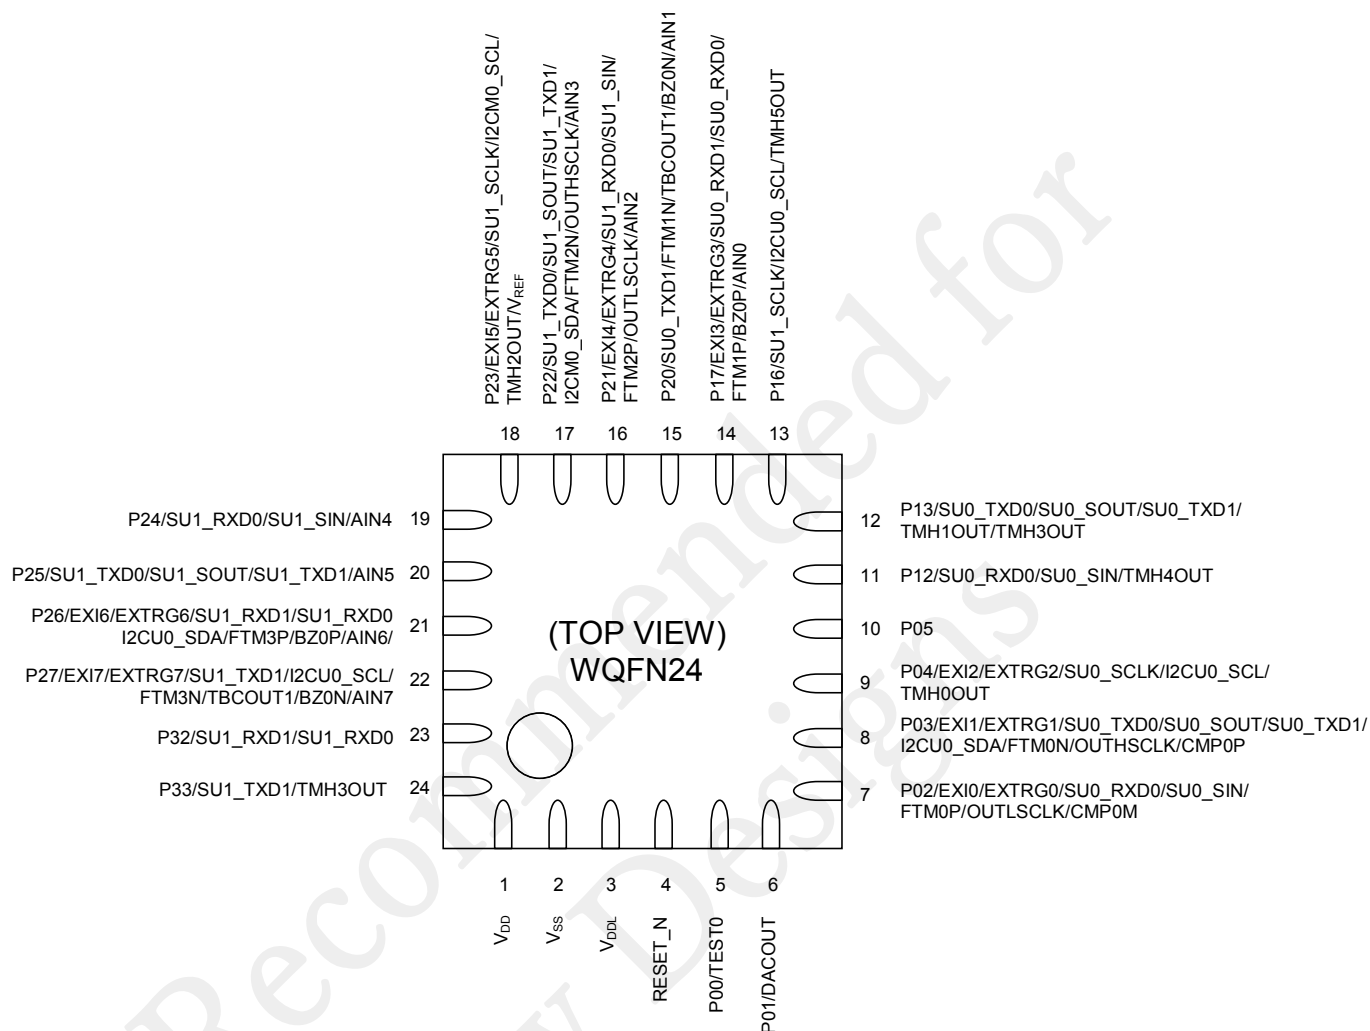 P23/EXI5/EXTRG5/SU1_SCLK/I2CM0_SCL/
TMH2OUT/VREF
P22/SU1_TXD0/SU1_SOUT/SU1_TXD1/
I2CM0_SDA/FTM2N/OUTHSCLK/AIN3
P21/EXI4/EXTRG4/SU1_RXD0/SU1_SIN/
FTM2P/OUTLSCLK/AIN2
P20/SU0_TXD1/FTM1N/TBCOUT1/BZ0N/AIN1
P17/EXI3/EXTRG3/SU0_RXD1/SU0_RXD0/
FTM1P/BZ0P/AIN0
P16/SU1_SCLK/I2CU0_SCL/TMH5OUT
18 17 16 15 14 13
P24/SU1_RXD0/SU1_SIN/AIN4 19
P25/SU1_TXD0/SU1_SOUT/SU1_TXD1/AIN5 20
P26/EXI6/EXTRG6/SU1_RXD1/SU1_RXD0
I2CU0_SDA/FTM3P/BZ0P/AIN6/ 21
P27/EXI7/EXTRG7/SU1_TXD1/I2CU0_SCL/
FTM3N/TBCOUT1/BZ0N/AIN7 22
P32/SU1_RXD1/SU1_RXD0 23
P33/SU1_TXD1/TMH3OUT 24
(TOP VIEW)
WQFN24
12 P13/SU0_TXD0/SU0_SOUT/SU0_TXD1/
TMH1OUT/TMH3OUT
11 P12/SU0_RXD0/SU0_SIN/TMH4OUT
10 P05
9 P04/EXI2/EXTRG2/SU0_SCLK/I2CU0_SCL/
TMH0OUT
8 P03/EXI1/EXTRG1/SU0_TXD0/SU0_SOUT/SU0_TXD1/
I2CU0_SDA/FTM0N/OUTHSCLK/CMP0P
7 P02/EXI0/EXTRG0/SU0_RXD0/SU0_SIN/
FTM0P/OUTLSCLK/CMP0M
1 2 3 4 5 6
VDD
VSS
VDDL
RESET_N
P00/TEST0
P01/DACOUT
Recommended for
Designs